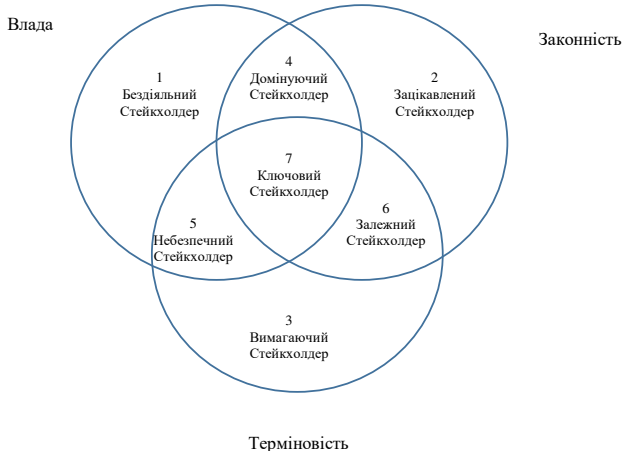 Влада
Законність
1
Бездіяльний
Стейкхолдер
4
Домінуючий
Стейкхолдер
2
Зацікавлений
Стейкхолдер
7
Ключовий
Стейкхолдер
5
Небезпечний
Стейкхолдер
6
Залежний
Стейкхолдер
3
Вимагаючий
Стейкхолдер
Терміновість